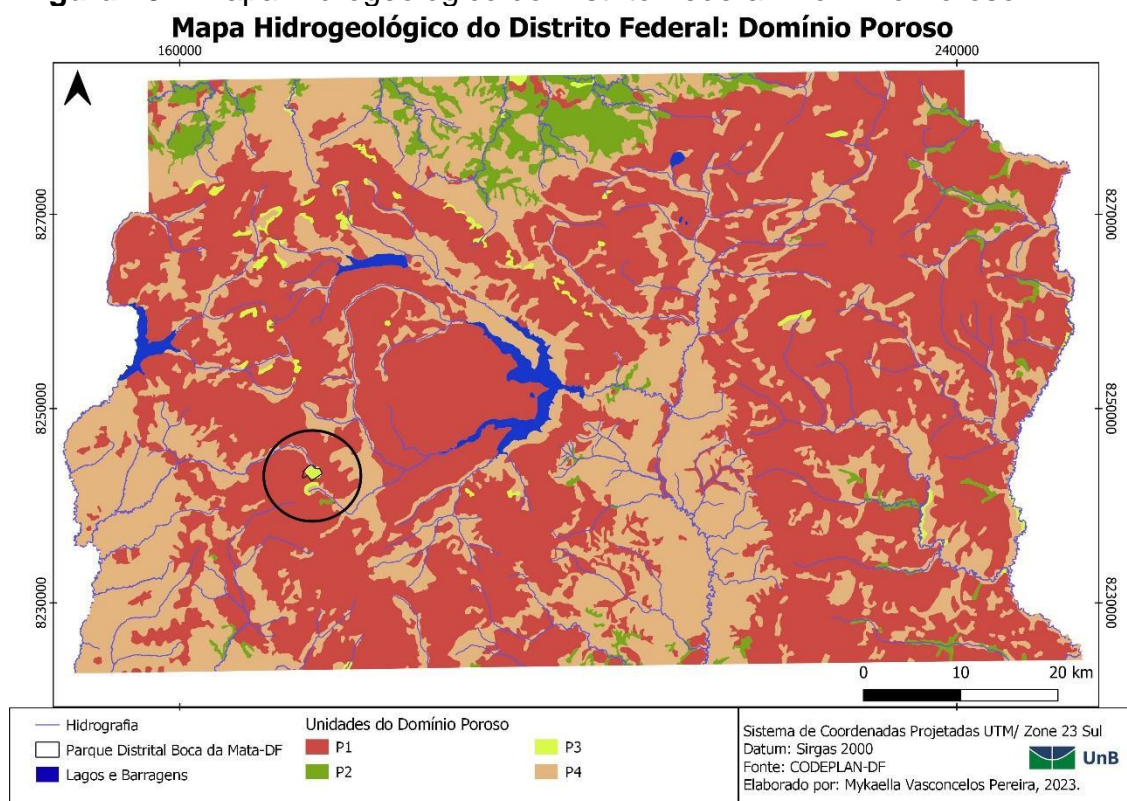 Mapa Hidrogeológico do Distrito Federal: Domínio Poroso
160000
240000
8270000
8270000
8250000
8250000
8230000
8230000
0 10 20 km
Hidrografia
Parque Distrital Boca da Mata-DF
Lagos e Barragens
Unidades do Domínio Poroso
P1
P2
P3
P4
Sistema de Coordenadas Projetadas UTM/ Zone 23 Sul
Datum: Sirgas 2000
Fonte: CODEPLAN-DF
Elaborado por: Mykaella Vasconcelos Pereira, 2023.
UnB